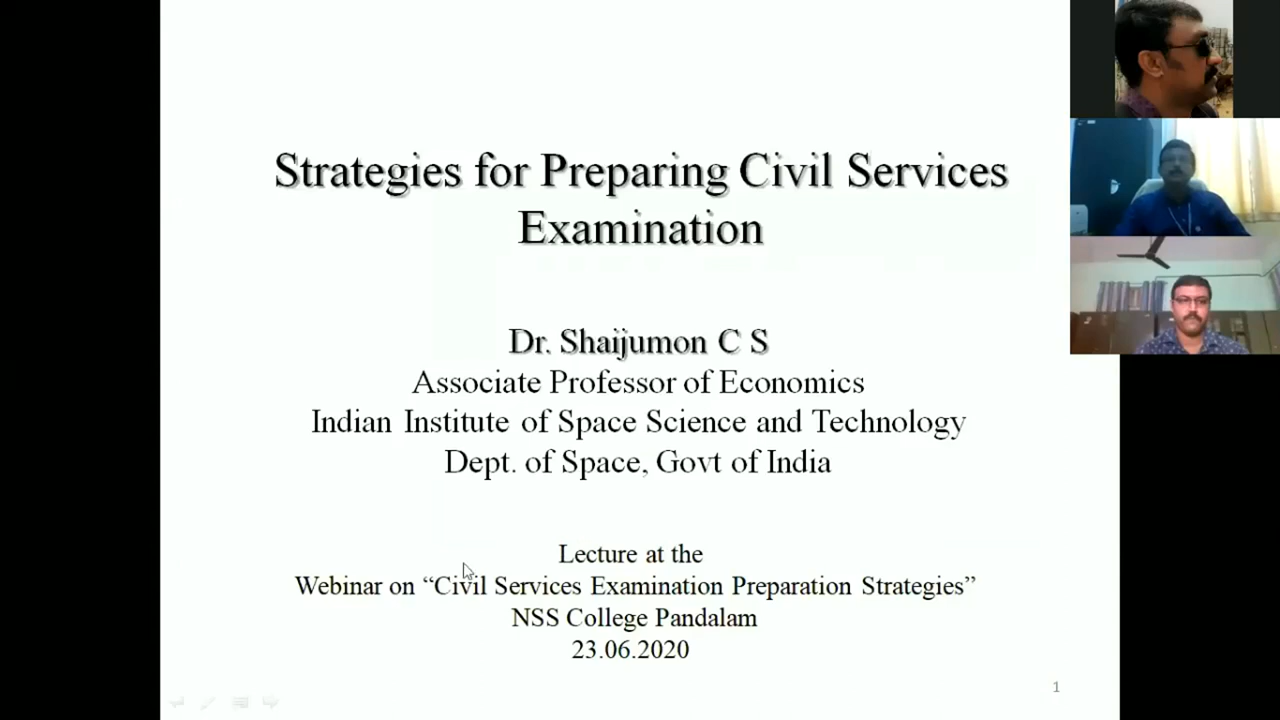 Strategies for Preparing Civil Services
Examination
Dr. Shaijumon C S
Associate Professor of Economics
Indian Institute of Space Science and Technology
Dept. of Space, Govt of India
Lecture at the
Webinar on “Civil Services Examination Preparation Strategies”
NSS College Pandalam
23.06.2020
1